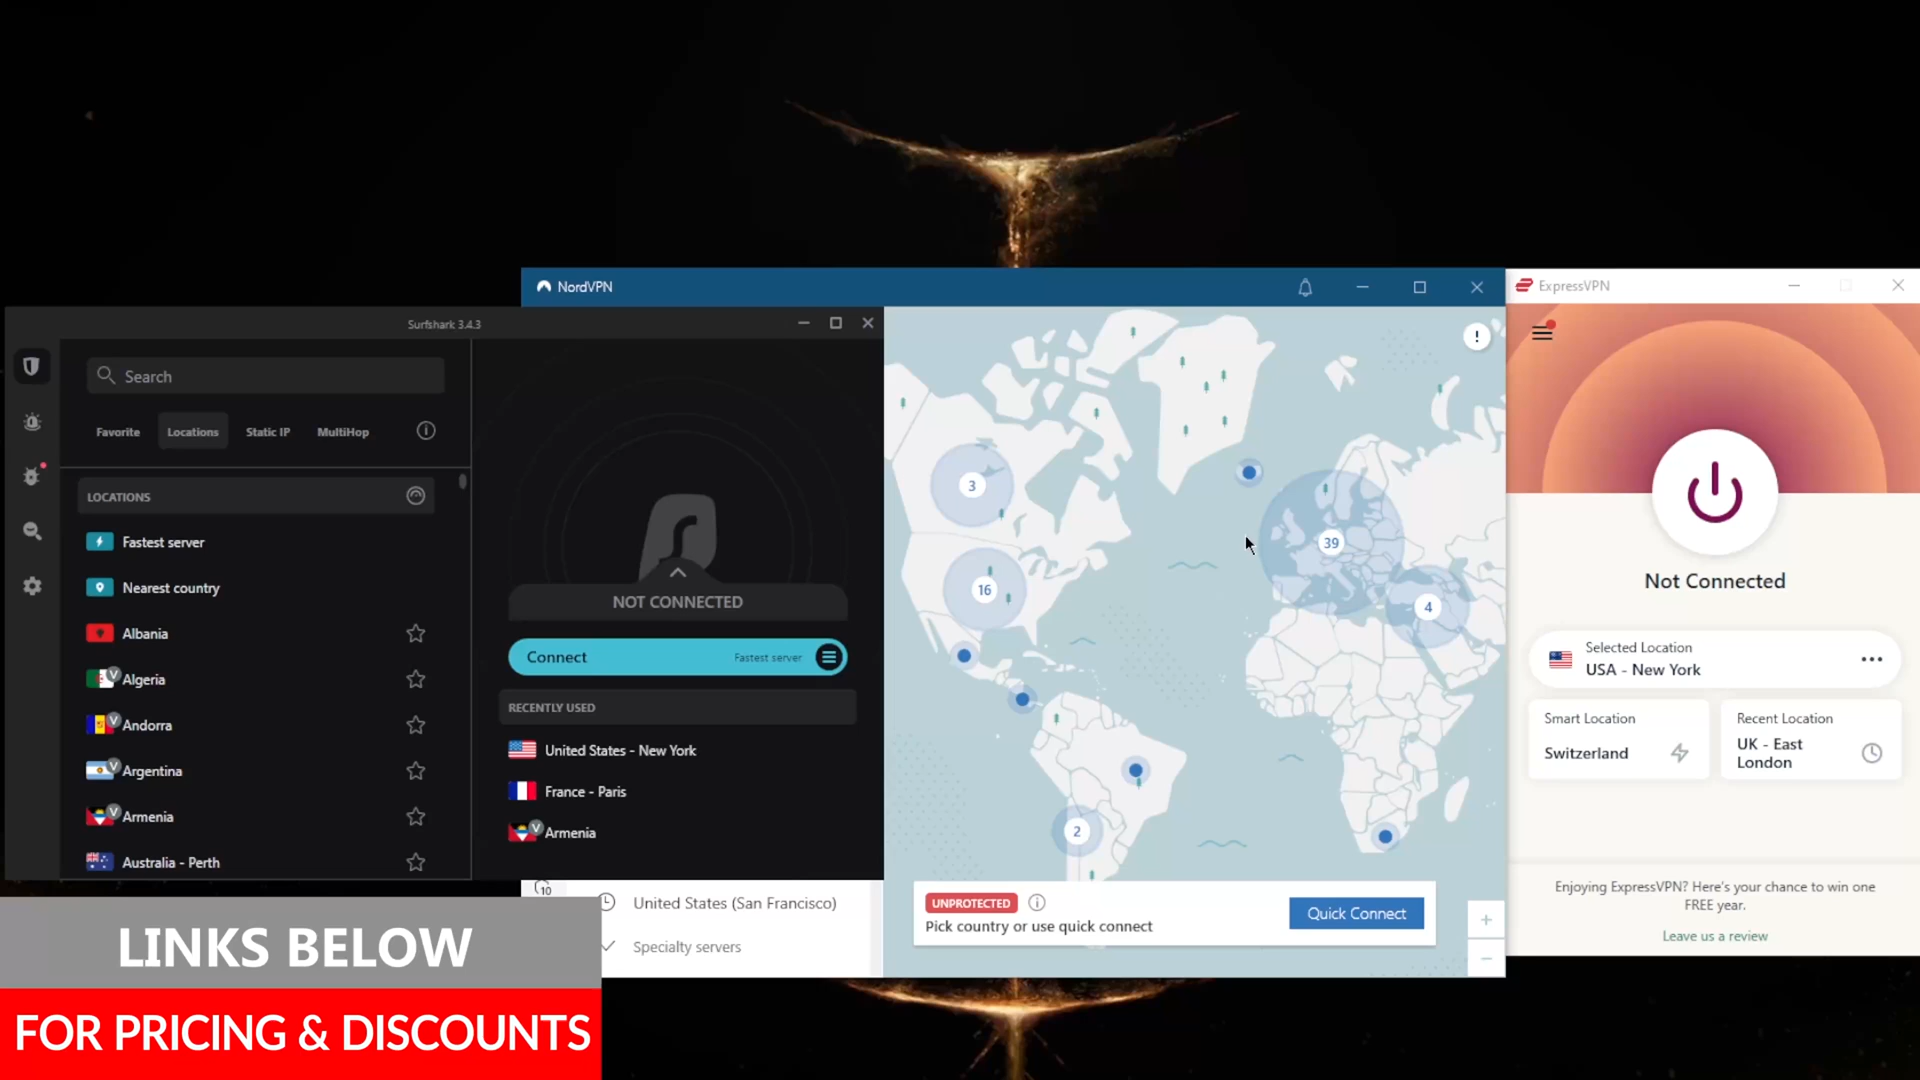 Surfshark 3.4.3
Search
Favorite
Locations
Static IP
MultiHop
LOCATIONS
Fastest server
Nearest country
Albania
V
Algeria
V
Andorra
V
Argentina
V
Armenia
Australia - Perth
NOT CONNECTED
Connect
Fastest server
RECENTLY USED
United States - New York
France - Paris
V
Armenia
NordVPN
!
3
16
39
4
2
10
United States (San Francisco)
Specialty servers
UNPROTECTED
Pick country or use quick connect
Quick Connect
ExpressVPN
Not Connected
Selected Location
USA - New York
Smart Location
Switzerland
Recent Location
UK - East
London
Enjoying ExpressVPN? Here's your chance to win one
FREE year.
Leave us a review
LINKS BELOW
FOR PRICING & DISCOUNTS